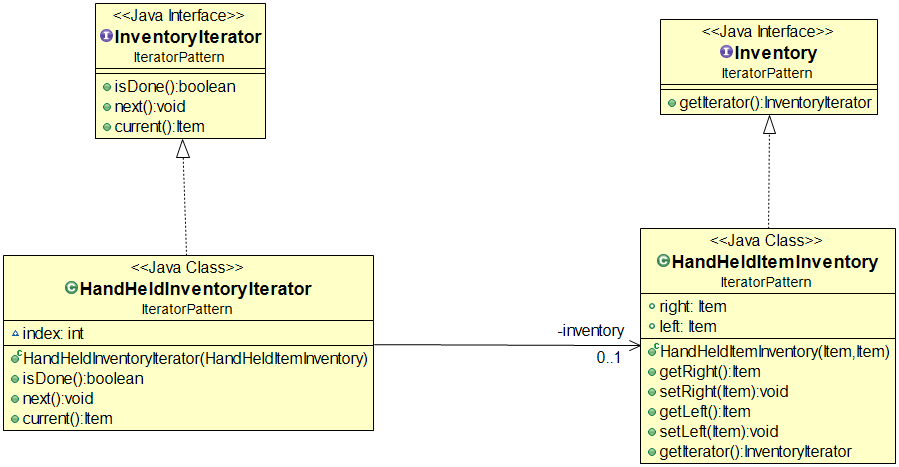 <<Java Interface>>
InventoryIterator
IteratorPattern
isDone():boolean
next():void
current():Item
<<Java Interface>>
Inventory
IteratorPattern
getIterator():InventoryIterator
<<Java Class>>
HandHeldInventoryIterator
IteratorPattern
index: int
HandHeldInventoryIterator(HandHeldItemInventory)
isDone():boolean
next():void
current():Item
-inventory
0..1
<<Java Class>>
HandHeldItemInventory
IteratorPattern
right: Item
left: Item
HandHeldItemInventory(Item,Item)
getRight():Item
setRight(Item):void
getLeft():Item
setLeft(Item):void
getIterator():InventoryIterator